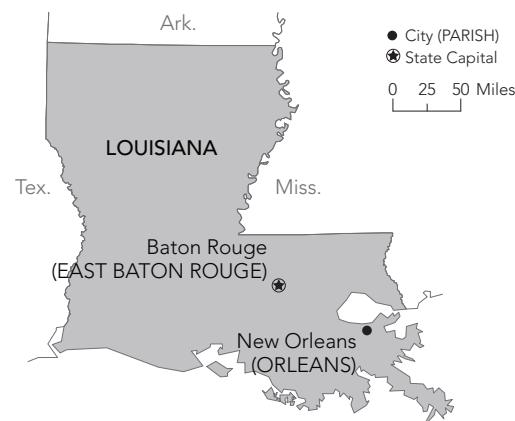 Ark.
City (PARISH)
State Capital
0 25 50 Miles
LOUISIANA
Tex.
Miss.
Baton Rouge
(EAST BATON ROUGE)
New Orleans
(ORLEANS)